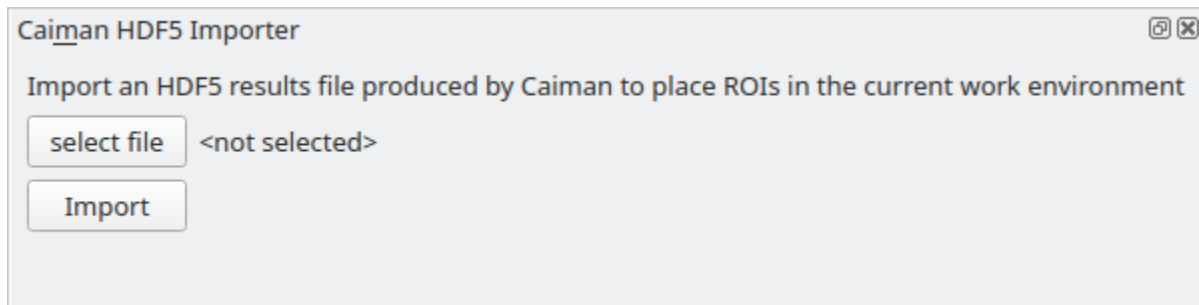 Caiman HDF5 Importer
Import an HDF5 results file produced by Caiman to place ROIs in the current work environment
select file <not selected>
Import